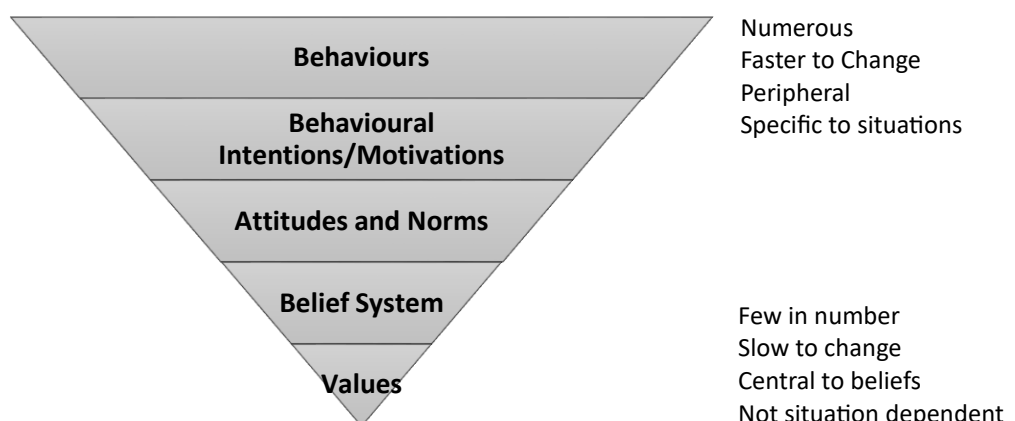 Behaviours
Behavioural
Intentions/Motivations
Attitudes and Norms
Belief System
Values
Numerous
Faster to Change
Peripheral
Specific to situations
Few in number
Slow to change
Central to beliefs
Not situation dependent